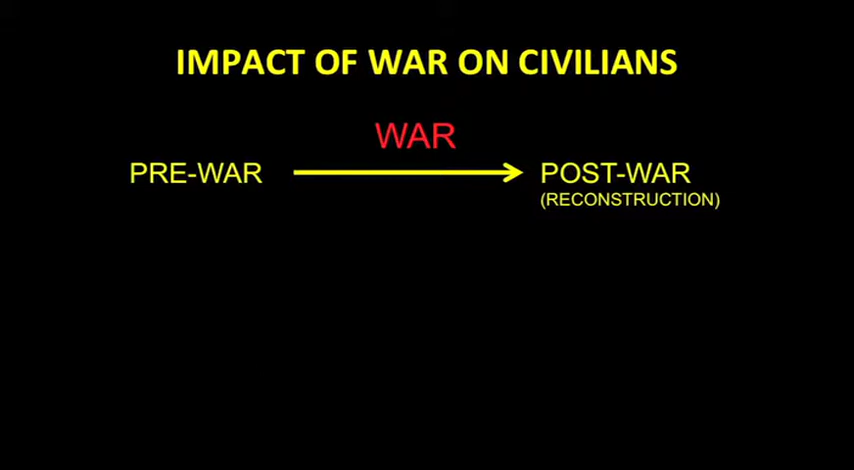 IMPACT OF WAR ON CIVILIANS
WAR
PRE-WAR
POST-WAR
(RECONSTRUCTION)